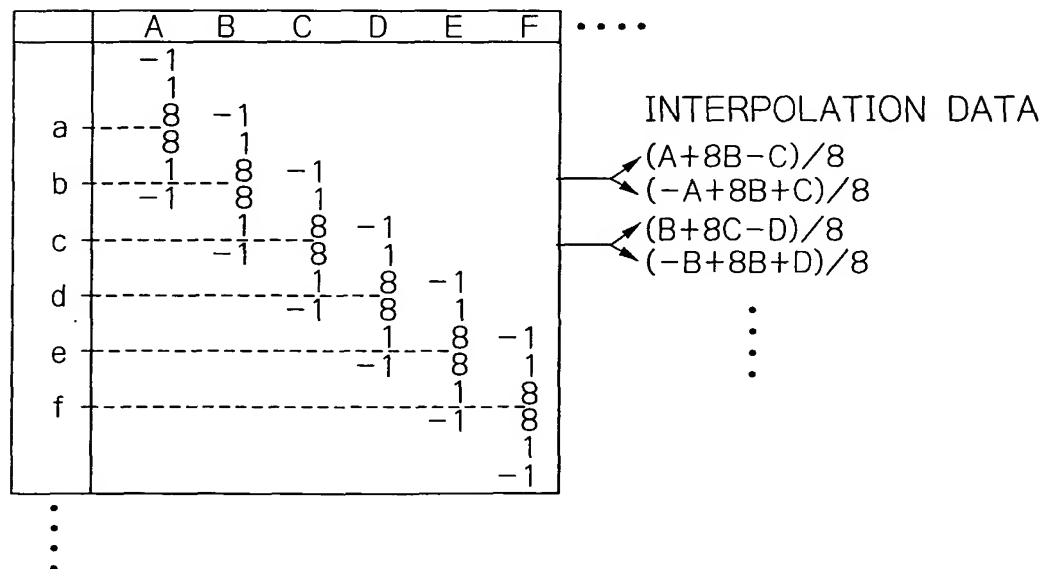 A B C D E F
−1
1
8 −1
a
8 1
1 8 −1
b
−1 8 1
1 8 −1
c
−1 8 1
1 8 −1
d
−1 8 1
1 8 −1
e
−1 8 1
1 8
f
−1 8
1
−1
INTERPOLATION DATA
(A+8B−C)/8
(−A+8B+C)/8
(B+8C−D)/8
(−B+8B+D)/8